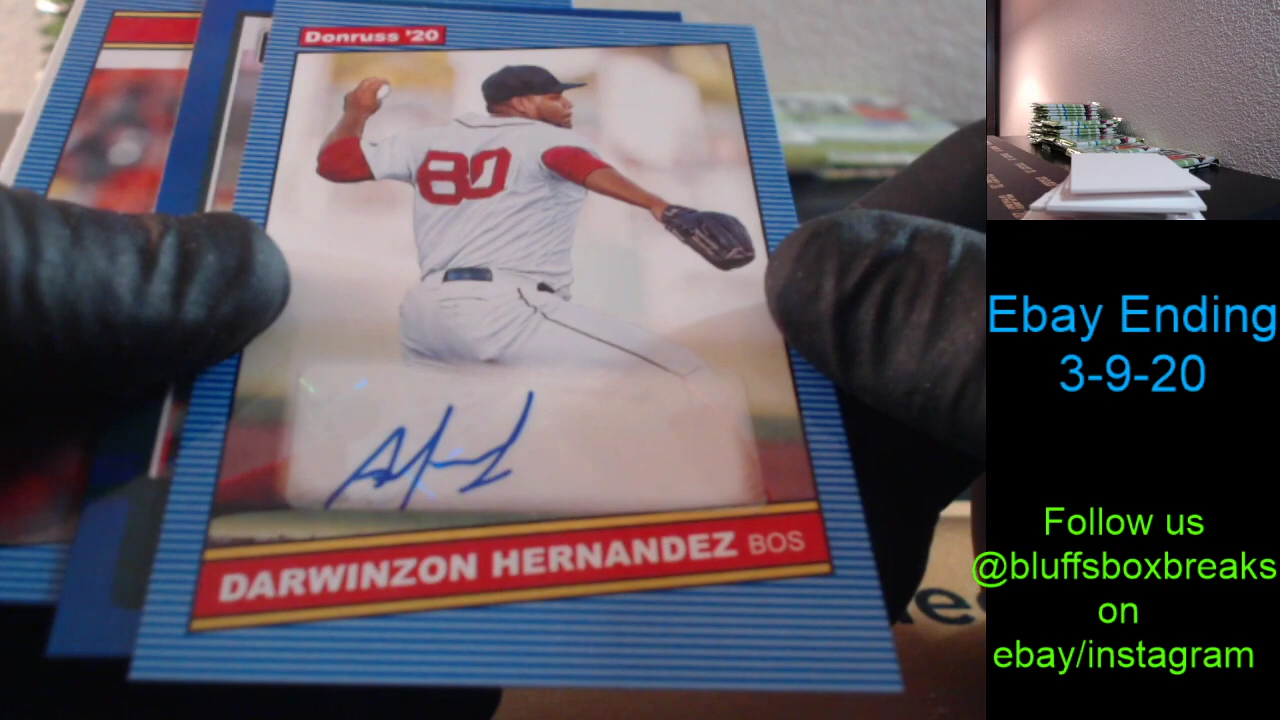 Donruss '20
80
DARWINZON HERNANDEZ BOS
Ebay Ending
3-9-20
Follow us
@bluffsboxbreaks
on
ebay/instagram